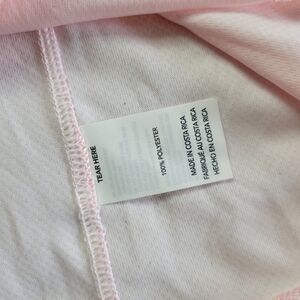 TEAR HERE
100% POLYESTER
MADE IN COSTA RICA
FABRIQUÉ AU COSTA RICA
HECHO EN COSTA RICA